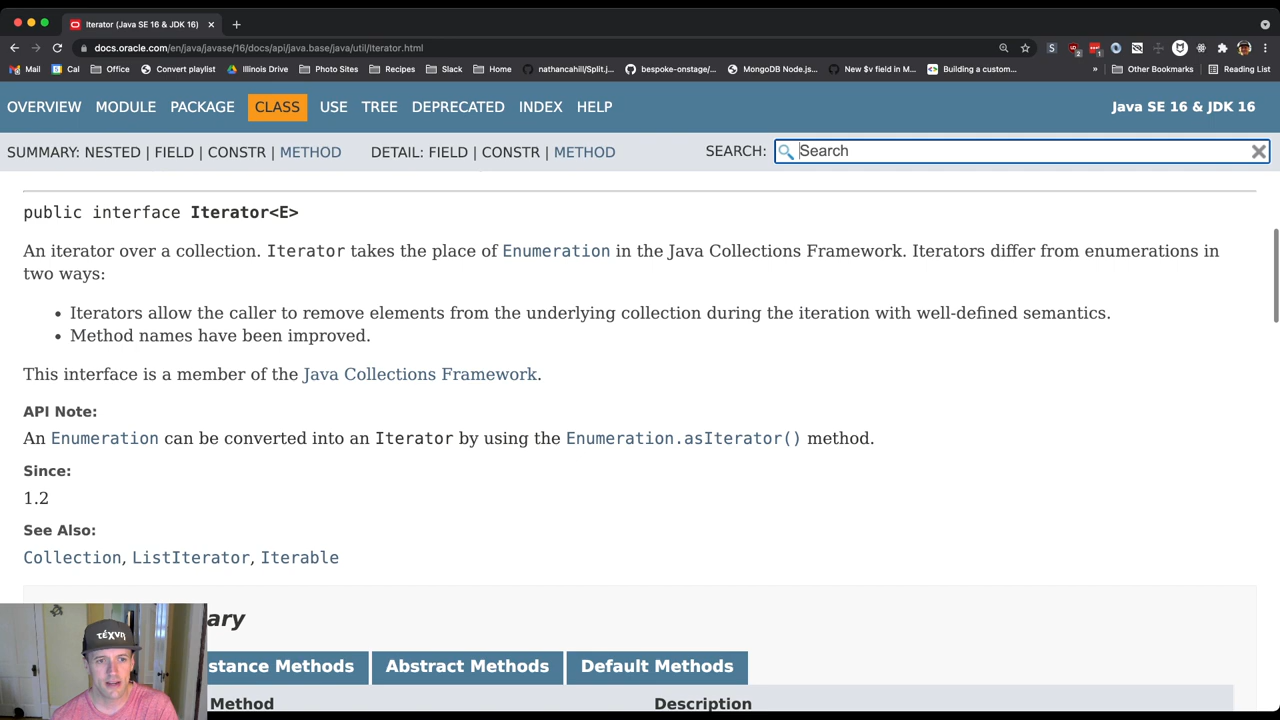 Iterator (Java SE 16 & JDK 16)
docs.oracle.com/en/java/javase/16/docs/api/java.base/java/util/Iterator.html
Mail Cal Office Convert playlist Illinois Drive Photo Sites Recipes Slack Home nathancahill/Split.j... bespoke-onstage/... MongoDB Node.js... New $v field in M... Building a custom... » Other Bookmarks Reading List
OVERVIEW MODULE PACKAGE CLASS USE TREE DEPRECATED INDEX HELP Java SE 16 & JDK 16
SUMMARY: NESTED | FIELD | CONSTR | METHOD DETAIL: FIELD | CONSTR | METHOD SEARCH: Search
public interface Iterator<E>
An iterator over a collection. Iterator takes the place of Enumeration in the Java Collections Framework. Iterators differ from enumerations in
two ways:
• Iterators allow the caller to remove elements from the underlying collection during the iteration with well-defined semantics.
• Method names have been improved.
This interface is a member of the Java Collections Framework.
API Note:
An Enumeration can be converted into an Iterator by using the Enumeration.asIterator() method.
Since:
1.2
See Also:
Collection, ListIterator, Iterable
ary
τέχνη
stance Methods Abstract Methods Default Methods
Method Description